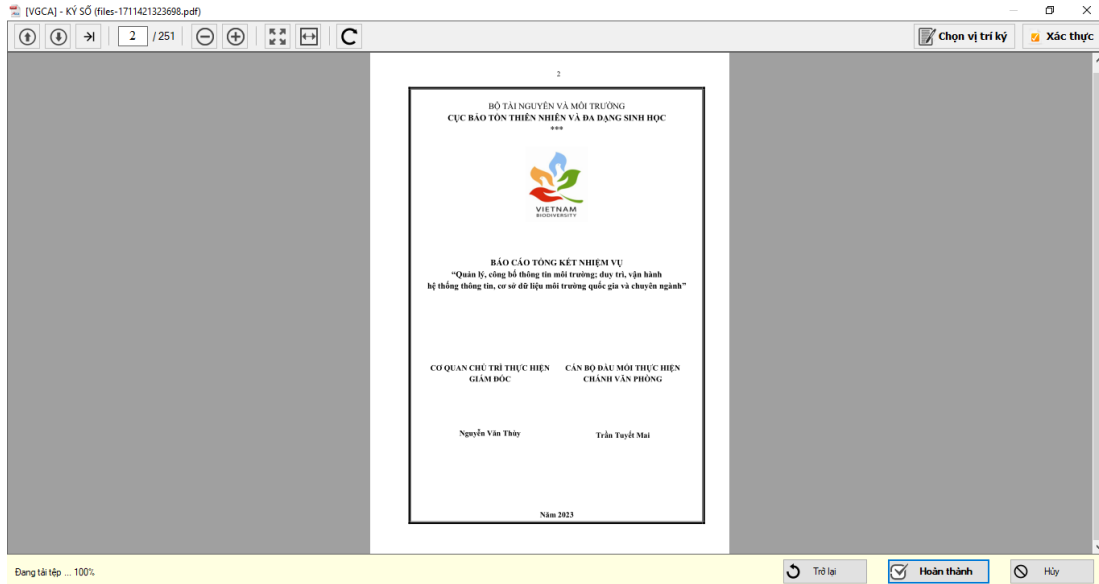 [VGCA] - KÝ SỐ (files-1711421323698.pdf)
2 / 251
Chọn vị trí ký
Xác thực
2
BỘ TÀI NGUYÊN VÀ MÔI TRƯỜNG
CỤC BẢO TỒN THIÊN NHIÊN VÀ ĐA DẠNG SINH HỌC
***
VIETNAM
BIODIVERSITY
BÁO CÁO TỔNG KẾT NHIỆM VỤ
“Quản lý, công bố thông tin môi trường; duy trì, vận hành
hệ thống thông tin, cơ sở dữ liệu môi trường quốc gia và chuyên ngành”
CƠ QUAN CHỦ TRÌ THỰC HIỆN
GIÁM ĐỐC
CÁN BỘ ĐẦU MỐI THỰC HIỆN
CHÁNH VĂN PHÒNG
Nguyễn Văn Thùy
Trần Tuyết Mai
Năm 2023
Đang tải tệp ... 100%
Trở lại
Hoàn thành
Hủy